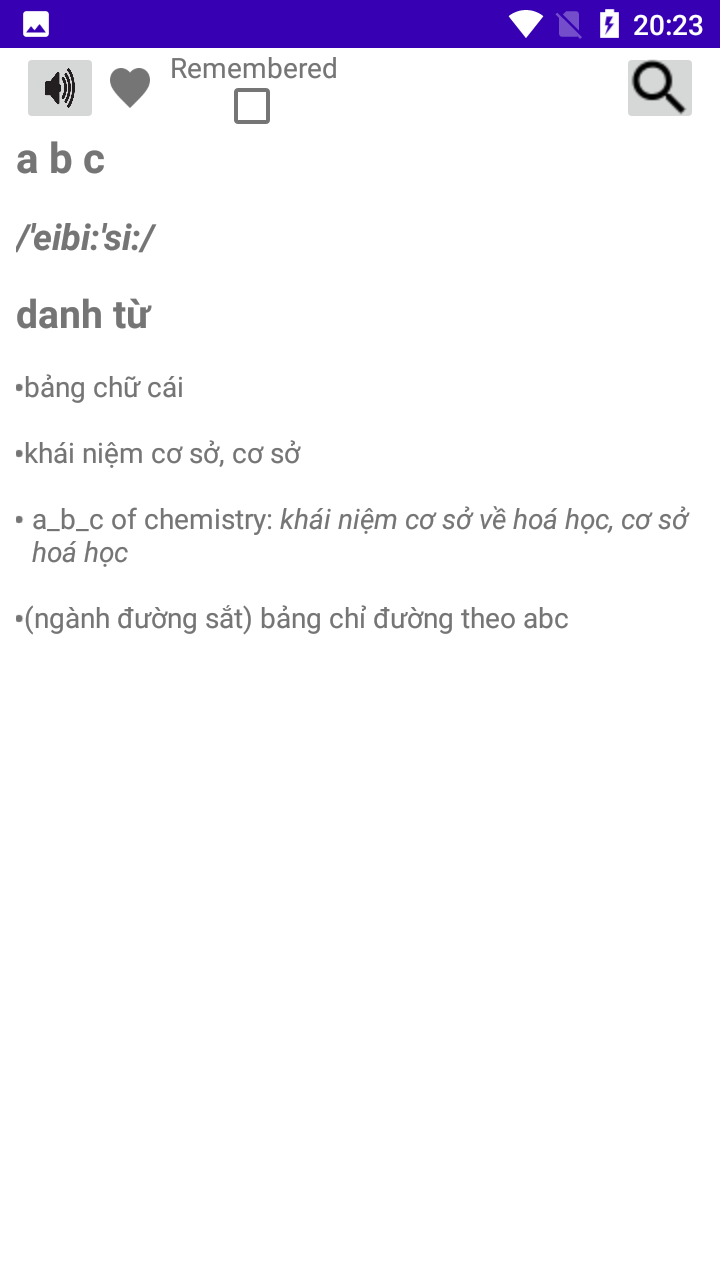 20:23
Remembered
a b c
/'eibi:'si:/
danh từ
•bảng chữ cái
•khái niệm cơ sở, cơ sở
• a_b_c of chemistry: khái niệm cơ sở về hoá học, cơ sở
hoá học
•(ngành đường sắt) bảng chỉ đường theo abc